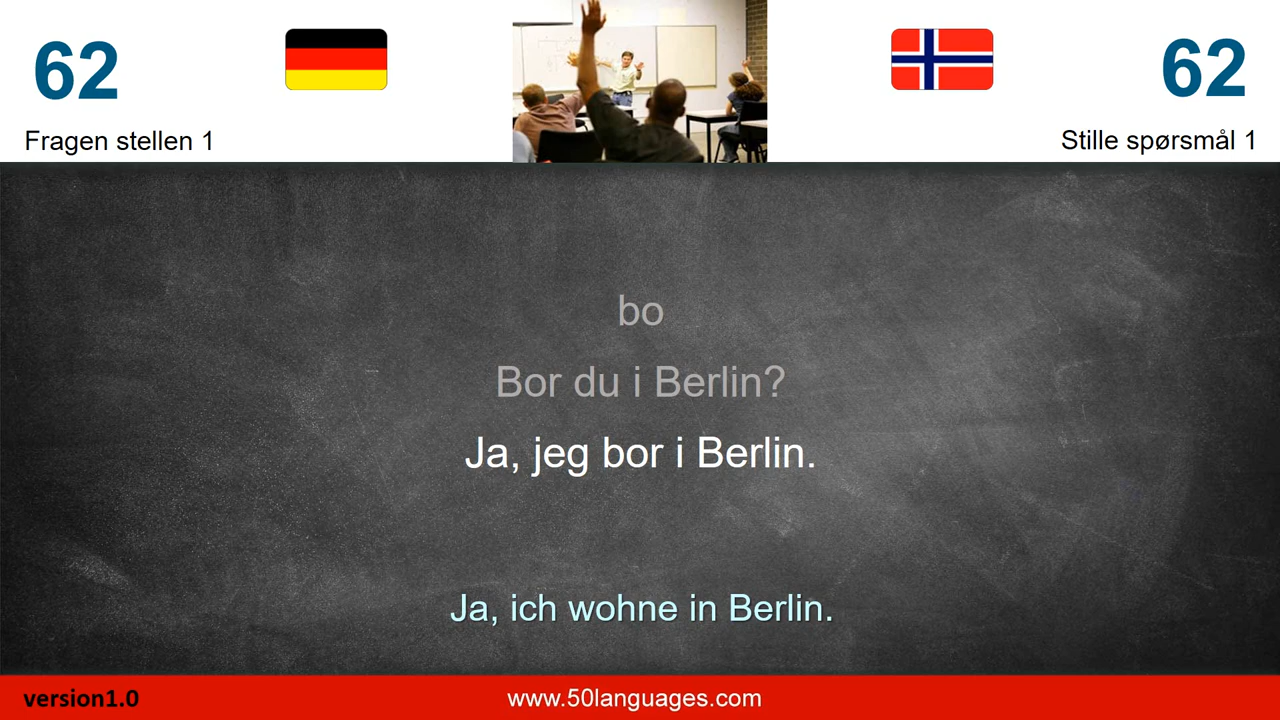 62
62
Fragen stellen 1
Stille spørsmål 1
bo
Bor du i Berlin?
Ja, jeg bor i Berlin.
Ja, ich wohne in Berlin.
version1.0
www.50languages.com